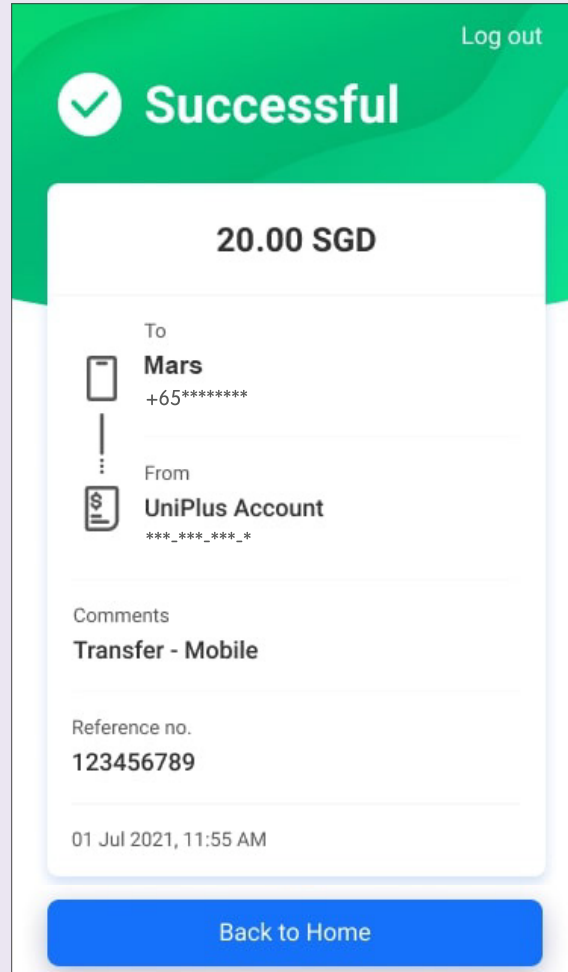 Log out
Successful
20.00 SGD
To
Mars
+65********
From
UniPlus Account
***-***-***-*
Comments
Transfer - Mobile
Reference no.
123456789
01 Jul 2021, 11:55 AM
Back to Home